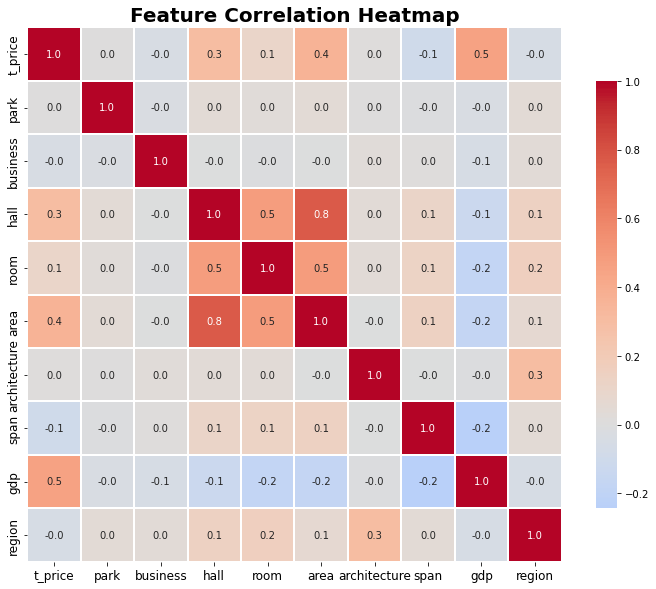 Feature Correlation Heatmap
t_price 1.0 0.0 -0.0 0.3 0.1 0.4 0.0 -0.1 0.5 -0.0
park 0.0 1.0 -0.0 0.0 0.0 0.0 0.0 -0.0 -0.0 0.0
business -0.0 -0.0 1.0 -0.0 -0.0 -0.0 0.0 0.0 -0.1 0.0
hall 0.3 0.0 -0.0 1.0 0.5 0.8 0.0 0.1 -0.1 0.1
room 0.1 0.0 -0.0 0.5 1.0 0.5 0.0 0.1 -0.2 0.2
area 0.4 0.0 -0.0 0.8 0.5 1.0 -0.0 0.1 -0.2 0.1
architecture 0.0 0.0 0.0 0.0 0.0 -0.0 1.0 -0.0 -0.0 0.3
span -0.1 -0.0 0.0 0.1 0.1 0.1 -0.0 1.0 -0.2 0.0
gdp 0.5 -0.0 -0.1 -0.1 -0.2 -0.2 -0.0 -0.2 1.0 -0.0
region -0.0 0.0 0.0 0.1 0.2 0.1 0.3 0.0 -0.0 1.0
t_price park business hall room area architecture span gdp region
1.0
0.8
0.6
0.4
0.2
0.0
−0.2